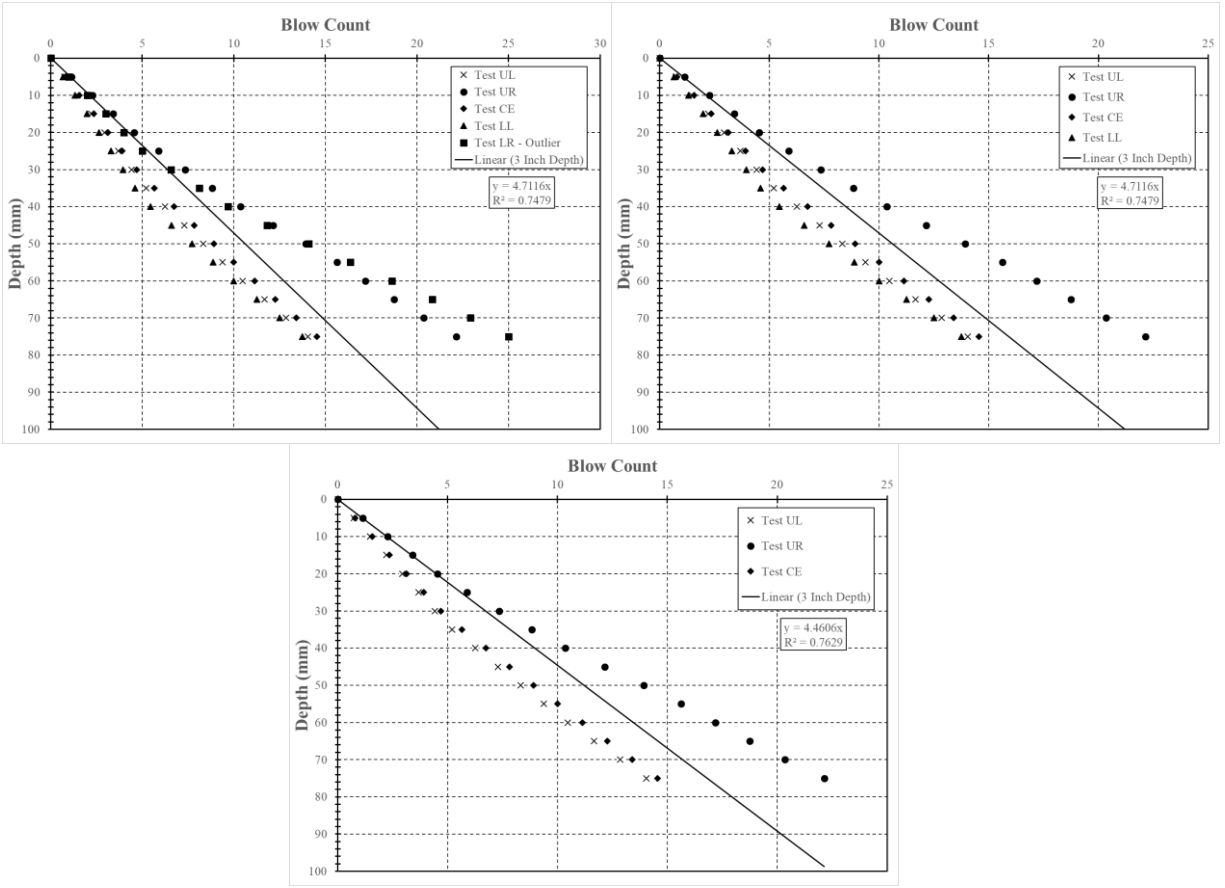 Blow Count
0 5 10 15 20 25 30
0
10
20
30
40
50
60
70
80
90
100
Depth (mm)
Test UL
Test UR
Test CE
Test LL
Test LR - Outlier
Linear (3 Inch Depth)
y = 4.7116x
R² = 0.7479
Blow Count
0 5 10 15 20 25
0
10
20
30
40
50
60
70
80
90
100
Depth (mm)
Test UL
Test UR
Test CE
Test LL
Linear (3 Inch Depth)
y = 4.7116x
R² = 0.7479
Blow Count
0 5 10 15 20 25
0
10
20
30
40
50
60
70
80
90
100
Depth (mm)
Test UL
Test UR
Test CE
Linear (3 Inch Depth)
y = 4.4606x
R² = 0.7629